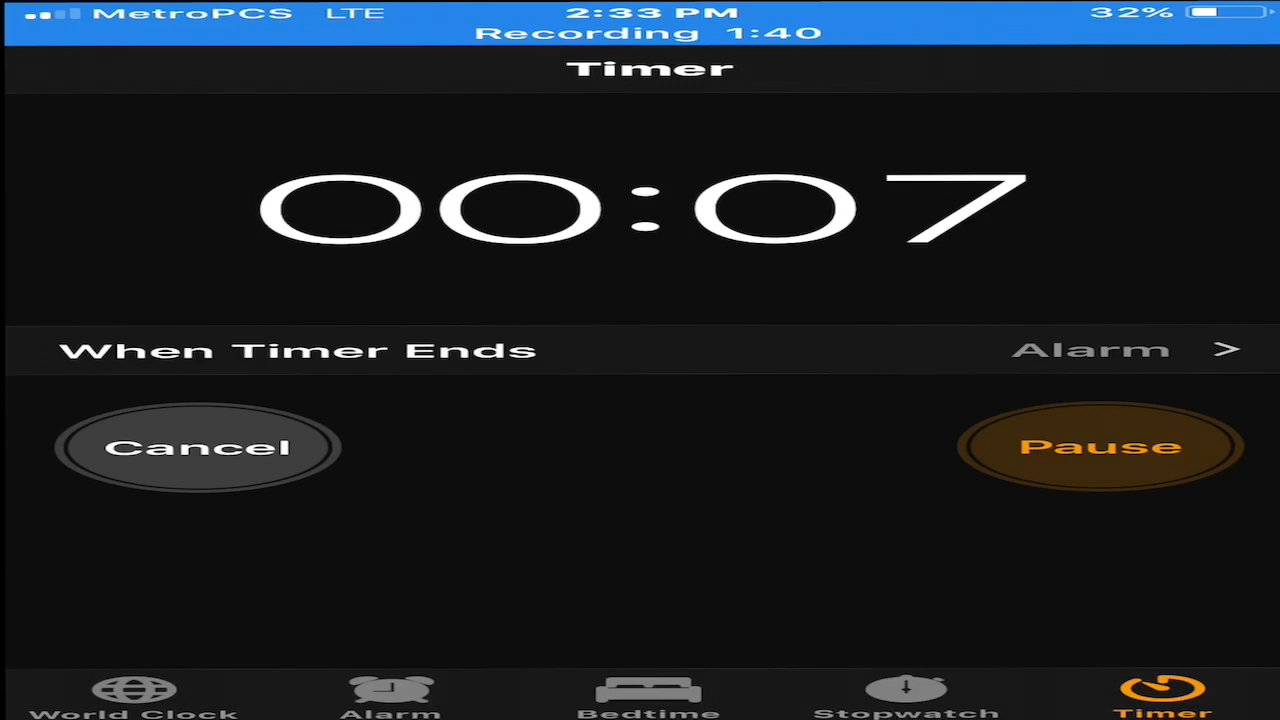 MetroPCS LTE 2:33 PM 32%
Recording 1:40
Timer
00:07
When Timer Ends Alarm >
Cancel Pause
World Clock Alarm Bedtime Stopwatch Timer